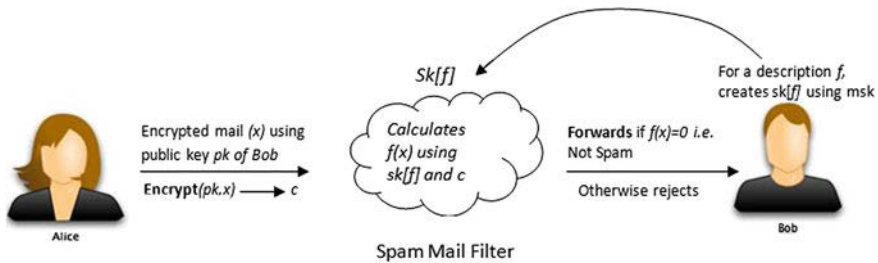 Encrypted mail (x) using
public key pk of Bob
Encrypt(pk,x) ⟶ c
Alice
Sk[f]
Calculates
f(x) using
sk[f] and c
Spam Mail Filter
Forwards if f(x)=0 i.e.
Not Spam
Otherwise rejects
For a description f,
creates sk[f] using msk
Bob